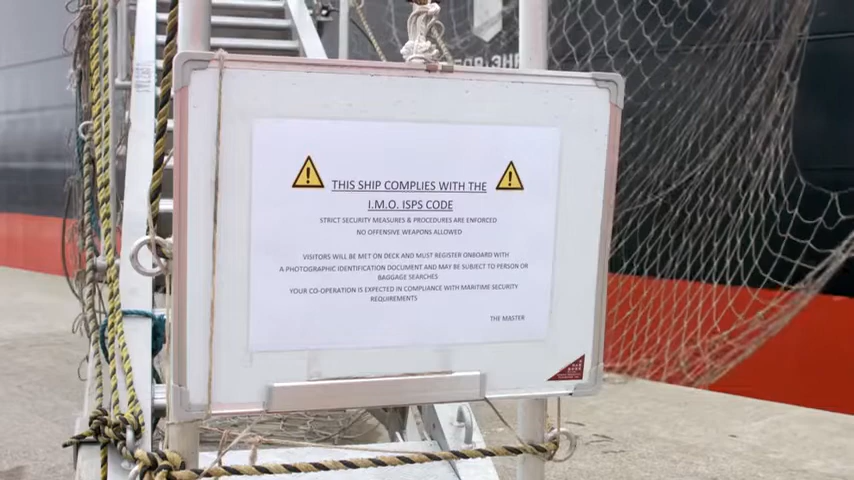 THIS SHIP COMPLIES WITH THE
I.M.O. ISPS CODE
STRICT SECURITY MEASURES & PROCEDURES ARE ENFORCED
NO OFFENSIVE WEAPONS ALLOWED
VISITORS WILL BE MET ON DECK AND MUST REGISTER ONBOARD WITH
A PHOTOGRAPHIC IDENTIFICATION DOCUMENT AND MAY BE SUBJECT TO PERSON OR
BAGGAGE SEARCHES
YOUR CO-OPERATION IS EXPECTED IN COMPLIANCE WITH MARITIME SECURITY
REQUIREMENTS
THE MASTER